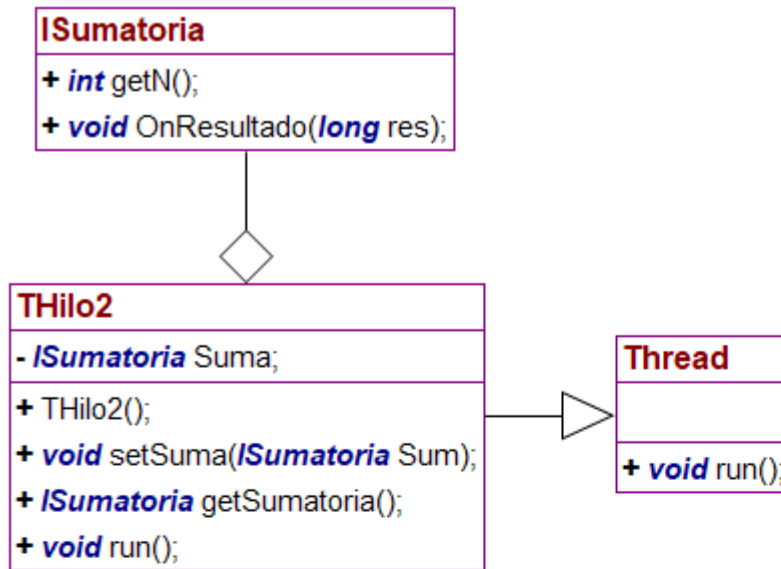 ISumatoria
+ int getN();
+ void OnResultado(long res);
THilo2
- ISumatoria Suma;
+ THilo2();
+ void setSuma(ISumatoria Sum);
+ ISumatoria getSumatoria();
+ void run();
Thread
+ void run();